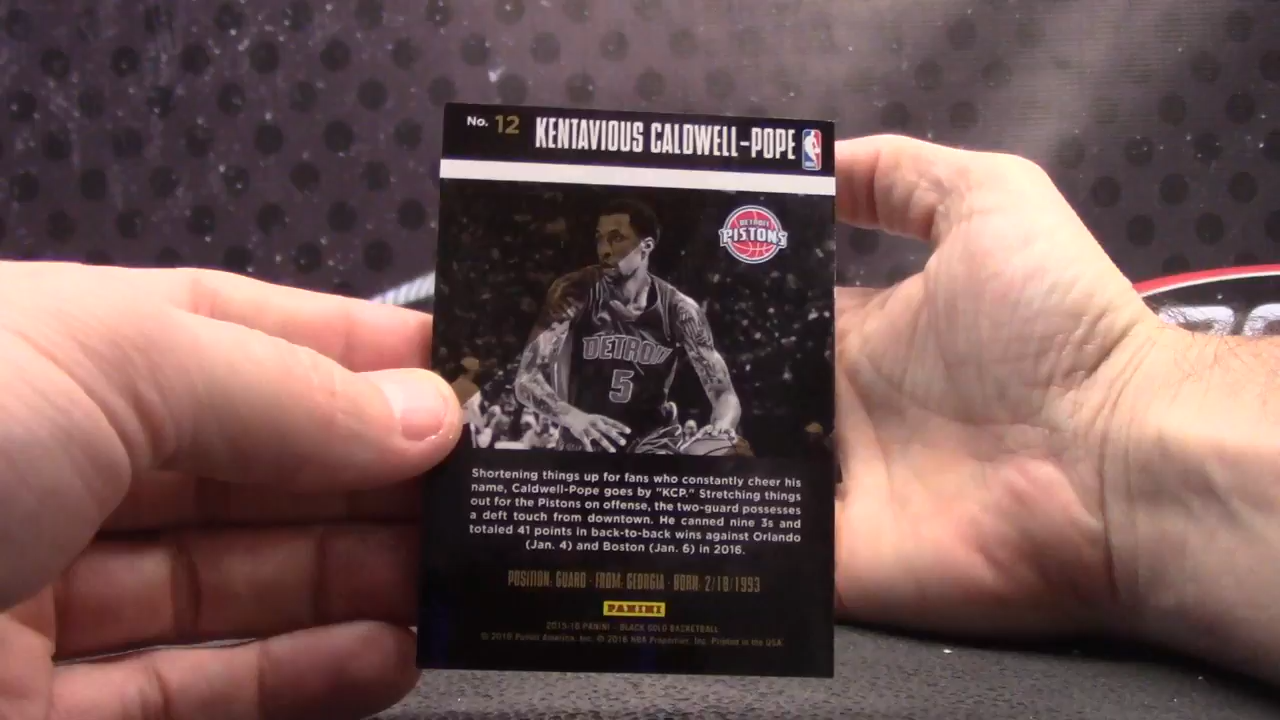 No. 12 KENTAVIOUS CALDWELL-POPE
DETROIT
PISTONS
DETROIT
5
Shortening things up for fans who constantly cheer his
name, Caldwell-Pope goes by "KCP." Stretching things
out for the Pistons on offense, the two-guard possesses
a deft touch from downtown. He canned nine 3s and
totaled 41 points in back-to-back wins against Orlando
(Jan. 4) and Boston (Jan. 6) in 2016.
POSITION: GUARD - FROM: GEORGIA - BORN: 2/18/1993
PANINI
2015-16 PANINI - BLACK GOLD BASKETBALL
© 2016 Panini America, Inc. © 2016 NBA Properties, Inc. Printed in the USA.